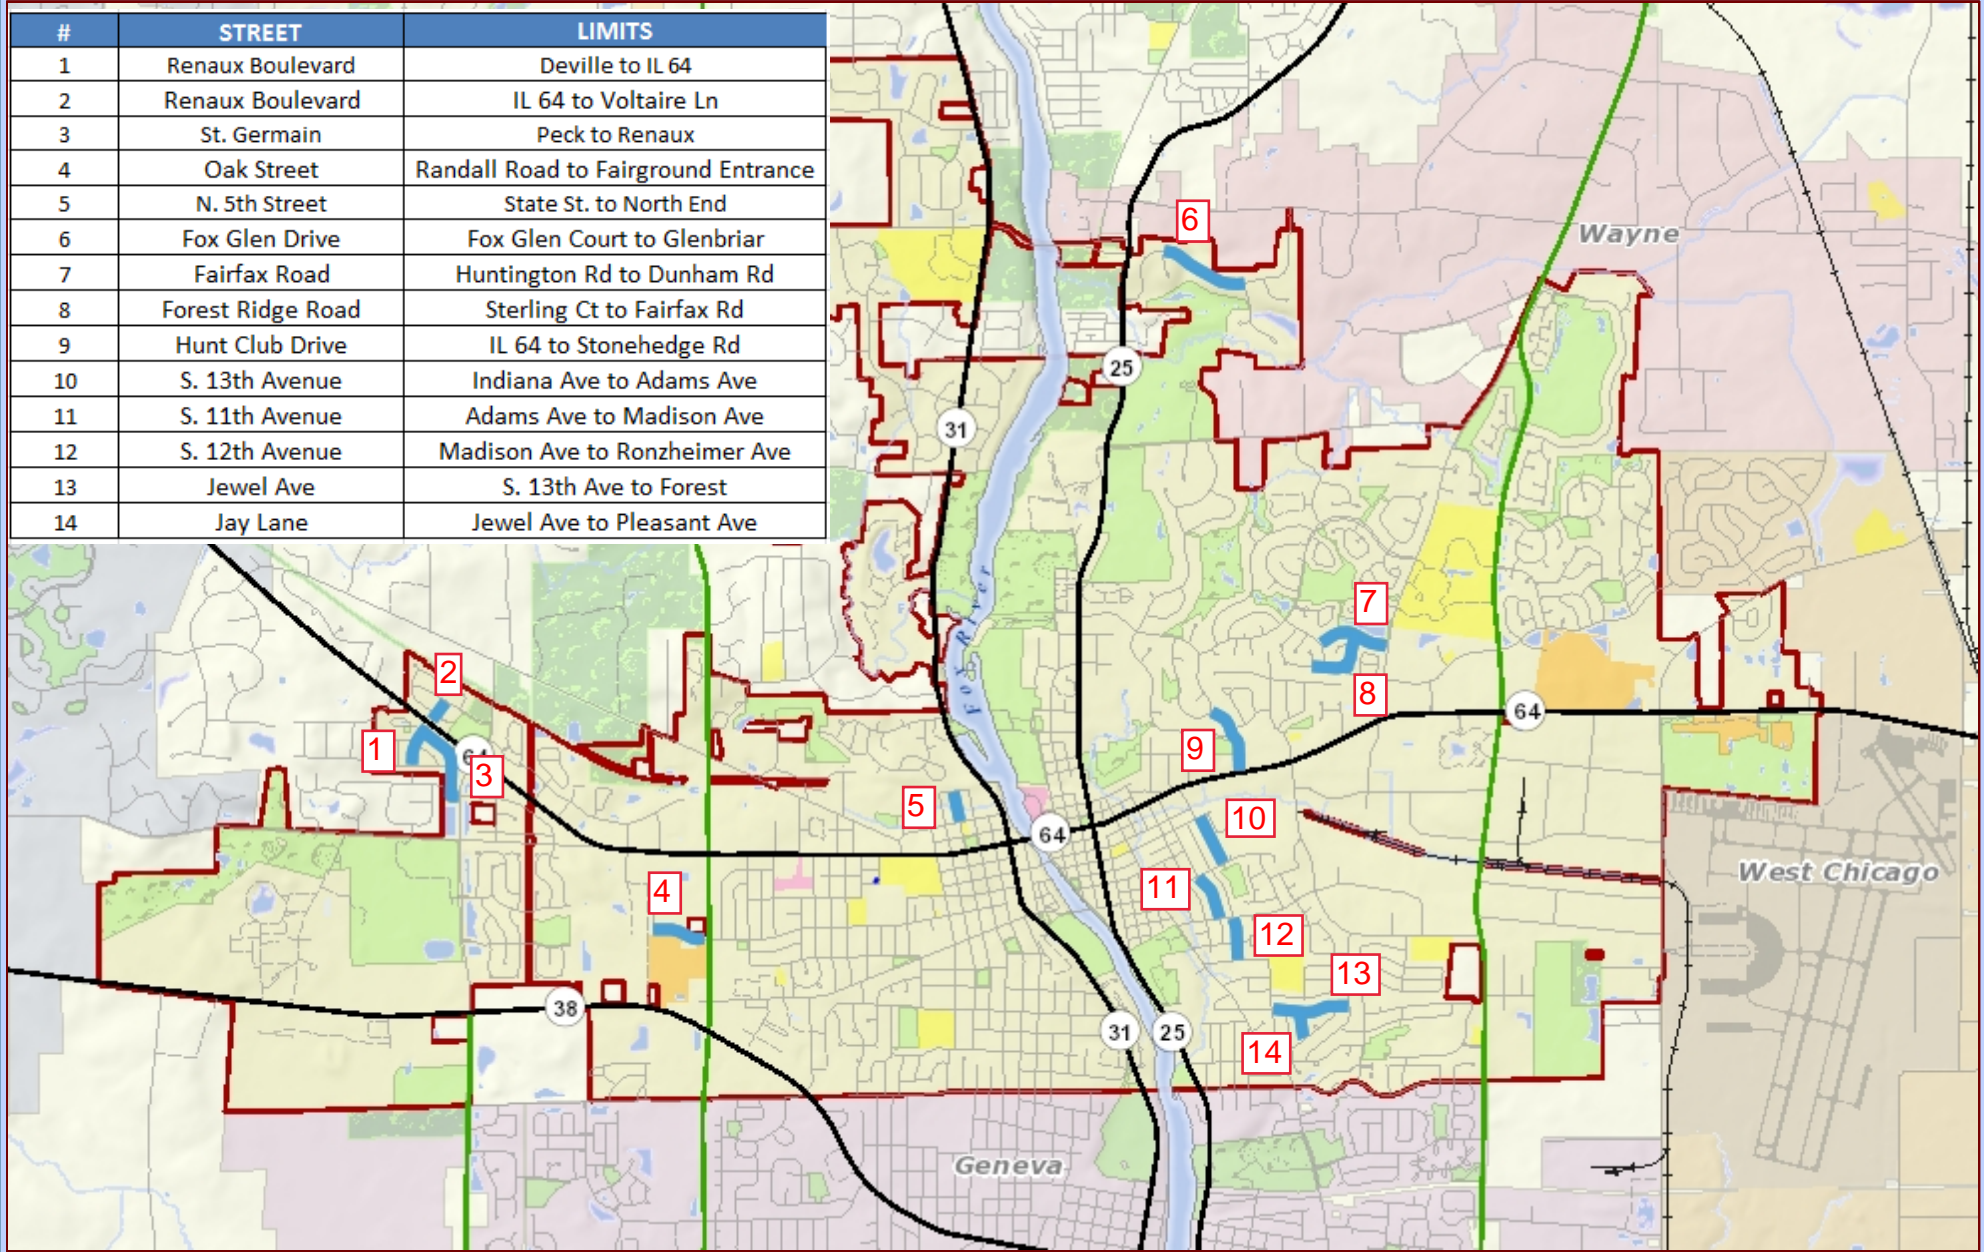 # STREET LIMITS
1 Renaux Boulevard Deville to IL 64
2 Renaux Boulevard IL 64 to Voltaire Ln
3 St. Germain Peck to Renaux
4 Oak Street Randall Road to Fairground Entrance
5 N. 5th Street State St. to North End
6 Fox Glen Drive Fox Glen Court to Glenbriar
7 Fairfax Road Huntington Rd to Dunham Rd
8 Forest Ridge Road Sterling Ct to Fairfax Rd
9 Hunt Club Drive IL 64 to Stonehedge Rd
10 S. 13th Avenue Indiana Ave to Adams Ave
11 S. 11th Avenue Adams Ave to Madison Ave
12 S. 12th Avenue Madison Ave to Ronzheimer Ave
13 Jewel Ave S. 13th Ave to Forest
14 Jay Lane Jewel Ave to Pleasant Ave
6
Wayne
25
31
Fox River
7
2
8
64
1
64
9
3
5
10
64
West Chicago
4
11
12
13
38
31
25
14
Geneva